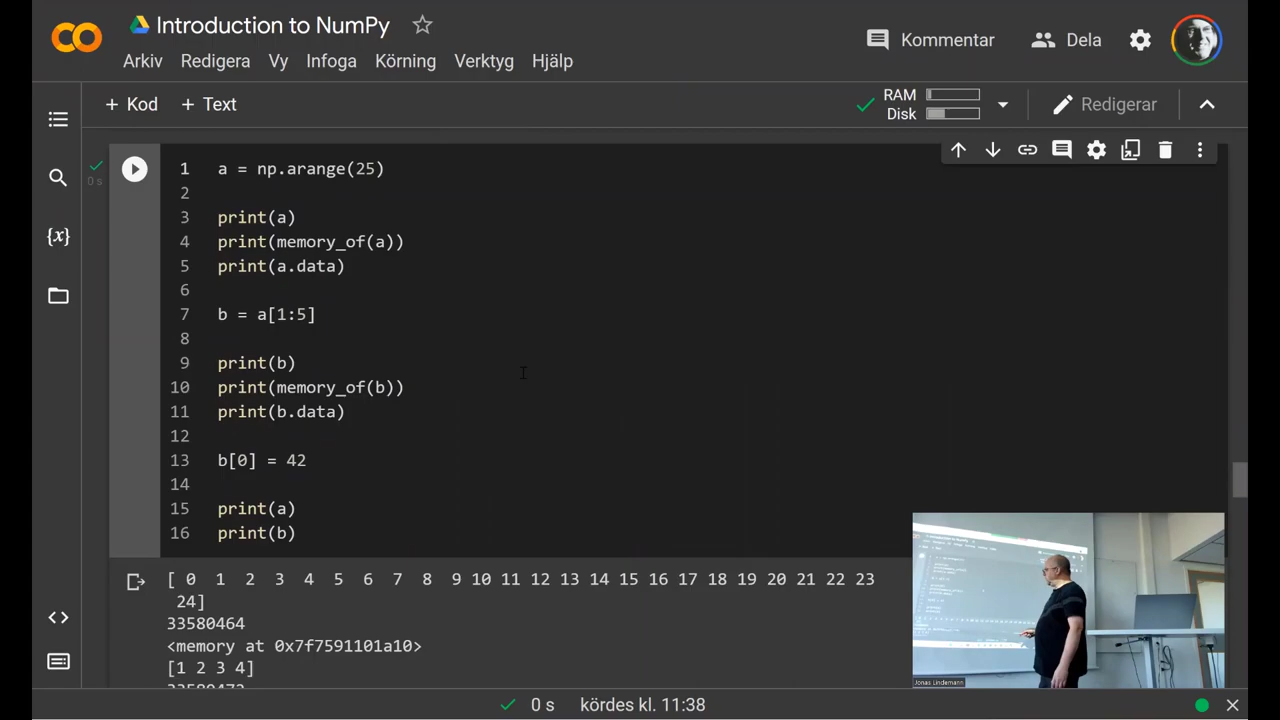 Introduction to NumPy
Kommentar
Dela
Arkiv Redigera Vy Infoga Körning Verktyg Hjälp
+ Kod + Text
RAM
Disk
Redigerar
0 s
1 a = np.arange(25)
2
3 print(a)
4 print(memory_of(a))
5 print(a.data)
6
7 b = a[1:5]
8
9 print(b)
10 print(memory_of(b))
11 print(b.data)
12
13 b[0] = 42
14
15 print(a)
16 print(b)
[ 0 1 2 3 4 5 6 7 8 9 10 11 12 13 14 15 16 17 18 19 20 21 22 23
24]
33580464
<memory at 0x7f7591101a10>
[1 2 3 4]
33580472
Jonas Lindemann
0 s kördes kl. 11:38